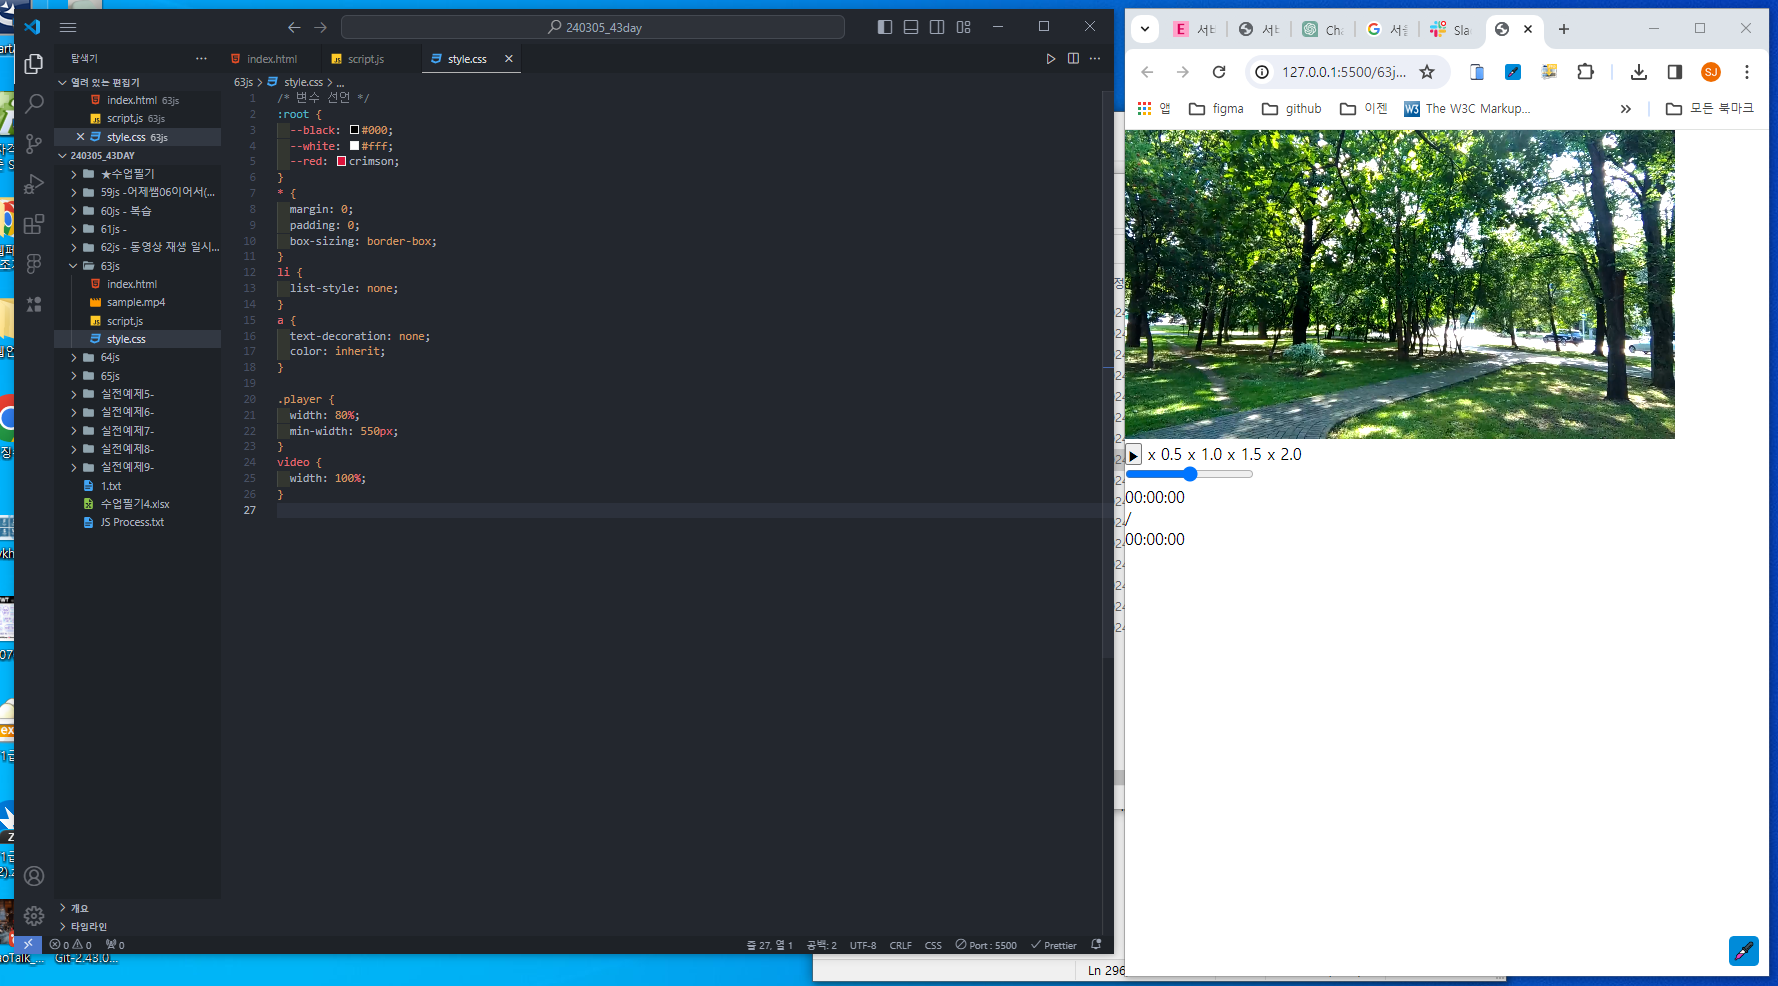 240305_43day
탐색기
index.html
script.js
style.css
열려 있는 편집기
index.html 63js
script.js 63js
style.css 63js
240305_43DAY
★수업필기
59js -어제쌤06이어서(...
60js - 복습
61js -
62js - 동영상 재생 일시...
63js
index.html
sample.mp4
script.js
style.css
64js
65js
실전예제5-
실전예제6-
실전예제7-
실전예제8-
실전예제9-
1.txt
수업필기4.xlsx
JS Process.txt
개요
타임라인
63js > style.css > ...
1 /* 변수 선언 */
2 :root {
3 --black: #000;
4 --white: #fff;
5 --red: crimson;
6 }
7 * {
8 margin: 0;
9 padding: 0;
10 box-sizing: border-box;
11 }
12 li {
13 list-style: none;
14 }
15 a {
16 text-decoration: none;
17 color: inherit;
18 }
19
20 .player {
21 width: 80%;
22 min-width: 550px;
23 }
24 video {
25 width: 100%;
26 }
27
0 0 0
줄 27, 열 1 공백: 2 UTF-8 CRLF CSS Port : 5500 Prettier
Git-2.43.0...
Ln 296
서비
서비
Cha
서울
Sla
127.0.0.1:5500/63j...
SJ
앱 figma github 이젠 The W3C Markup... » 모든 북마크
x 0.5 x 1.0 x 1.5 x 2.0
00:00:00
/
00:00:00